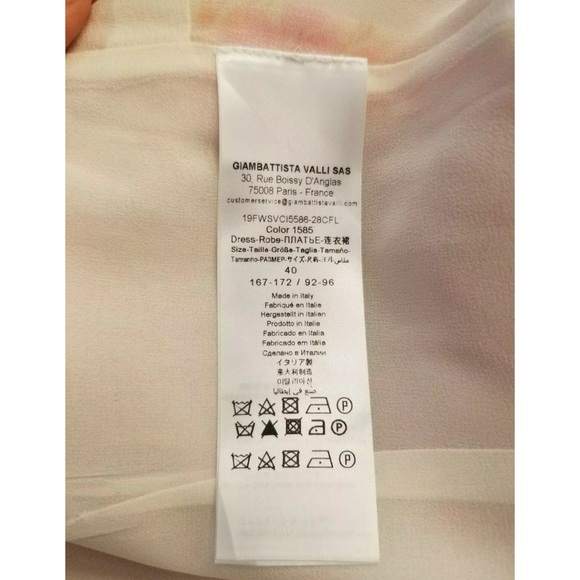 GIAMBATTISTA VALLI SAS
30, Rue Boissy D'Anglas
75008 Paris - France
customerservice@giambattistavalli.com
19FWSVCI5586-28CFL
Color 1585
Dress-Robe-ПЛАТЬЕ-连衣裙
Size-Taille-Größe-Taglia-Tamaño-
Tamanho-РАЗМЕР-サイズ-尺码-
40
167-172 / 92-96
Made in Italy
Fabriqué en Italie
Hergestellt in Italien
Prodotto in Italia
Fabricado en Italia
Fabricado em Itália
Сделано в Италии
イタリア製
意大利制造
이탈리아산
صنع في إيطاليا
P
P
P